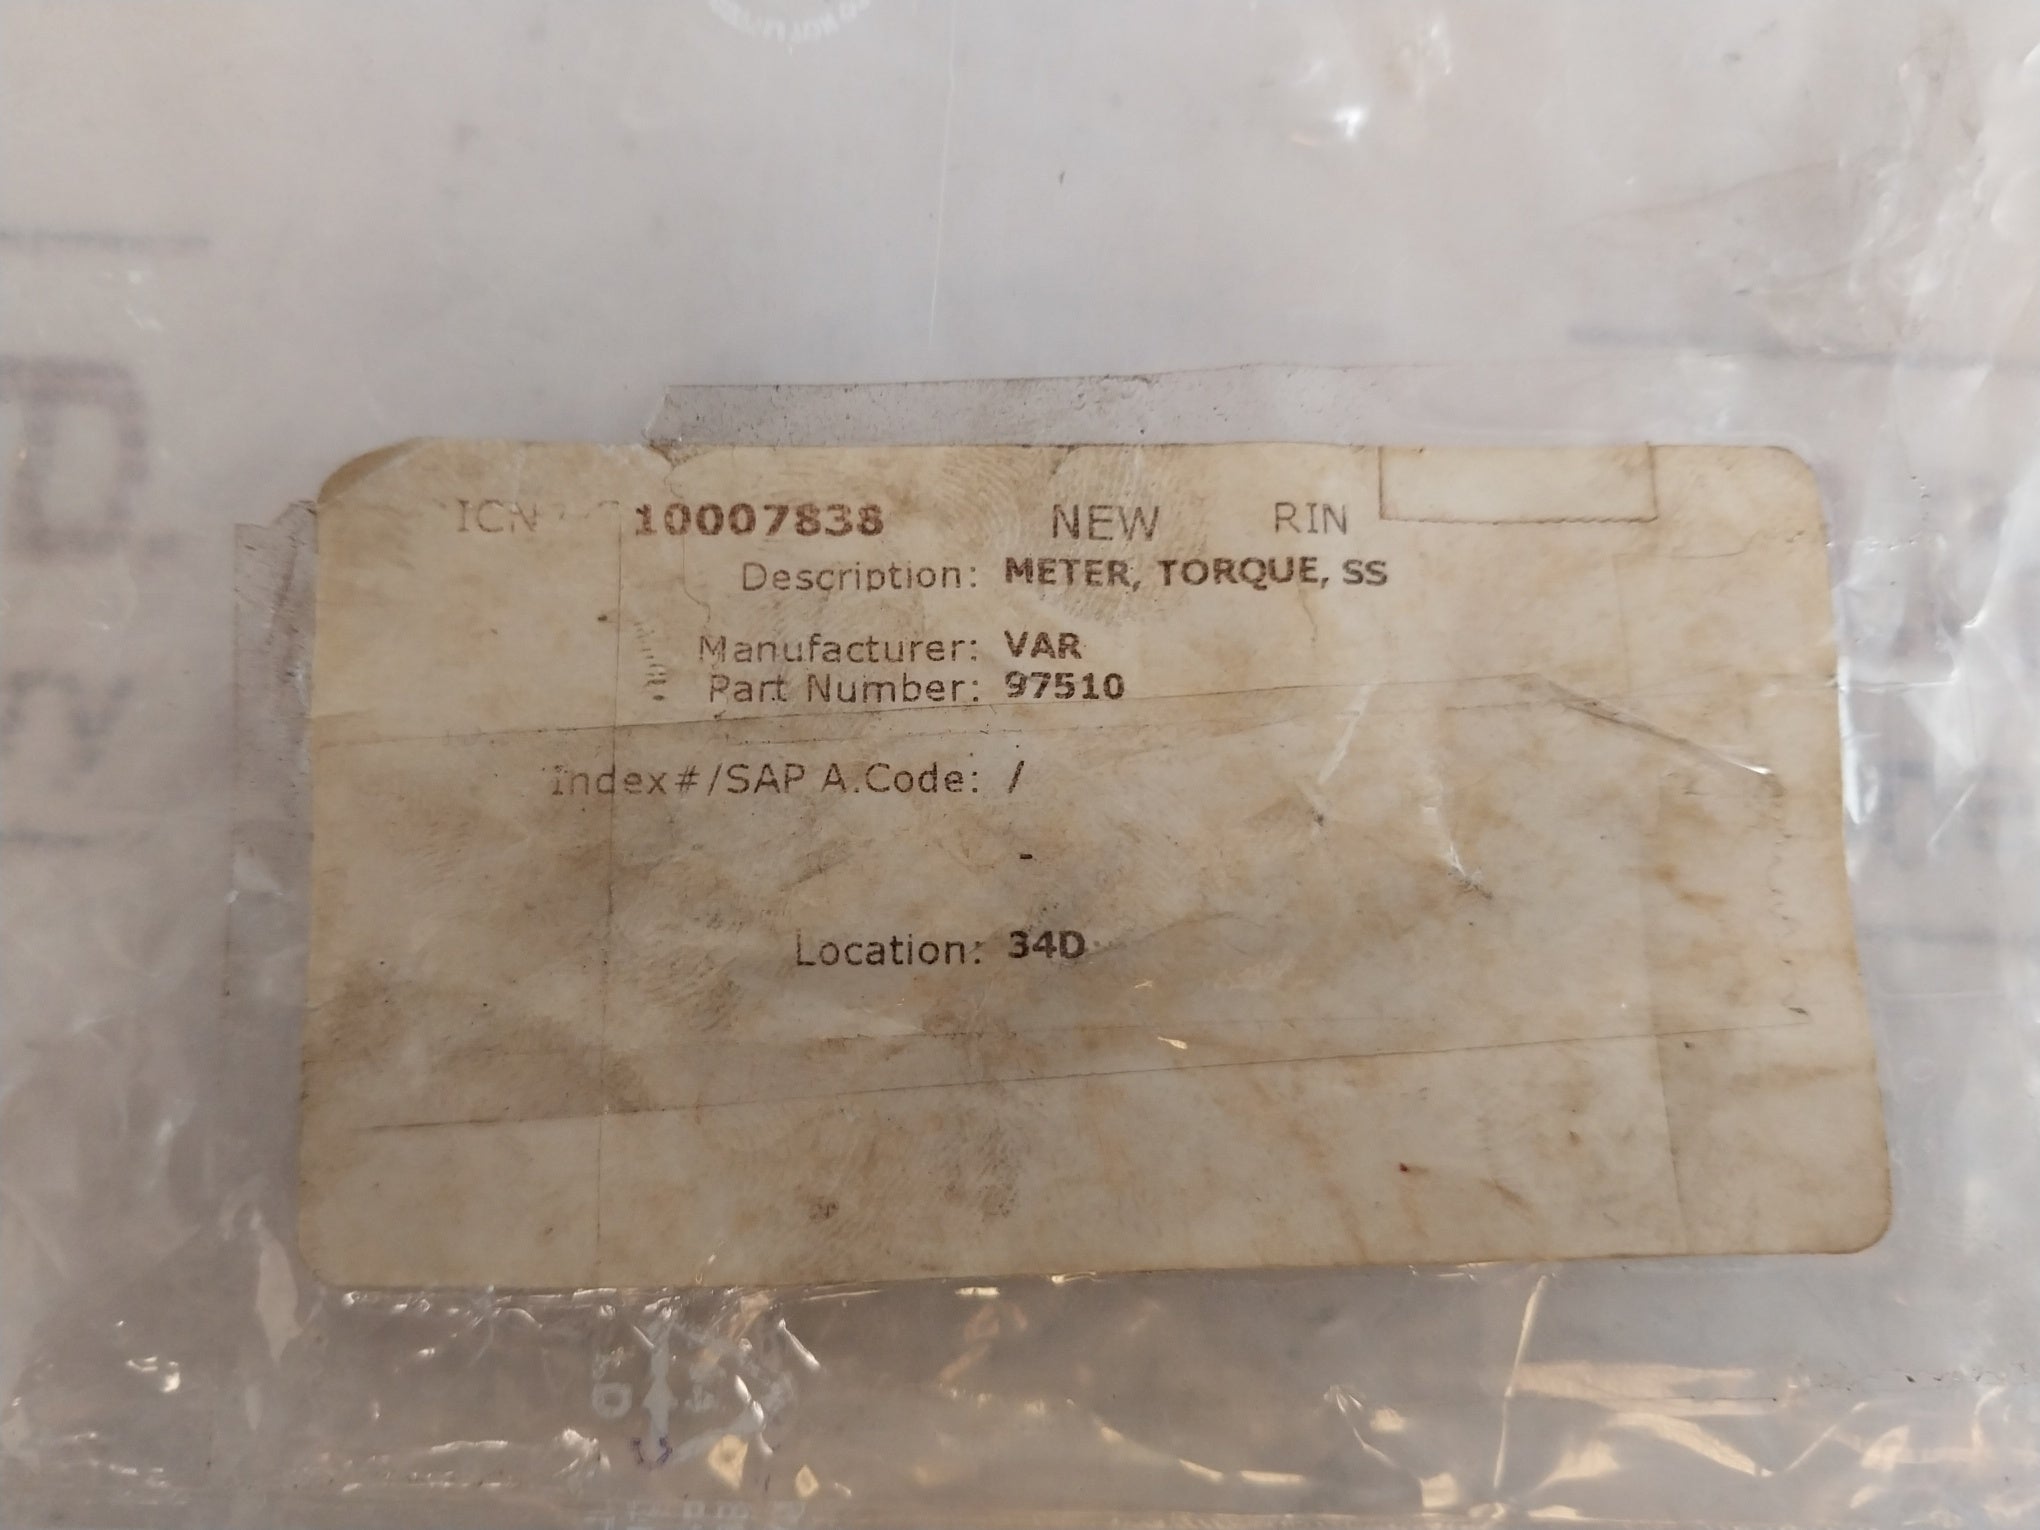 ICN 10007838 NEW RIN
Description: METER, TORQUE, SS
Manufacturer: VAR
Part Number: 97510
Index#/SAP A.Code: /
-
Location: 34D